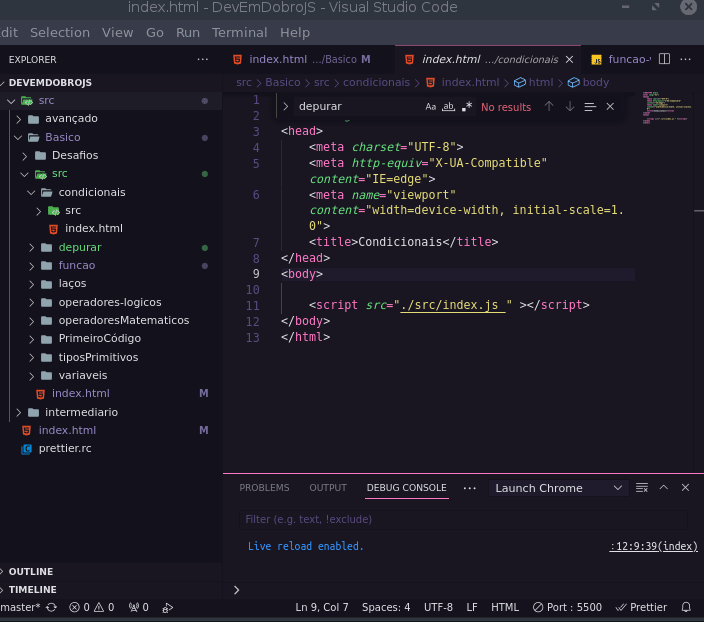 index.html - DevEmDobroJS - Visual Studio Code
dit Selection View Go Run Terminal Help
EXPLORER
index.html .../Basico M
index.html .../condicionais
JS funcao-
DEVEMDOBROJS
src
avançado
Basico
Desafios
src
condicionais
src
index.html
depurar
funcao
laços
operadores-logicos
operadoresMatematicos
PrimeiroCódigo
tiposPrimitivos
variaveis
index.html M
intermediario
index.html M
prettier.rc
OUTLINE
TIMELINE
src > Basico > src > condicionais > index.html > html > body
depurar Aa ab .* No results
1
2
3 <head>
4 <meta charset="UTF-8">
5 <meta http-equiv="X-UA-Compatible"
content="IE=edge">
6 <meta name="viewport"
content="width=device-width, initial-scale=1.
0">
7 <title>Condicionais</title>
8 </head>
9 <body>
10
11 <script src="./src/index.js " ></script>
12 </body>
13 </html>
PROBLEMS OUTPUT DEBUG CONSOLE ... Launch Chrome
Filter (e.g. text, !exclude)
Live reload enabled. :12:9:39(index)
master* 0 0 0 Ln 9, Col 7 Spaces: 4 UTF-8 LF HTML Port : 5500 Prettier